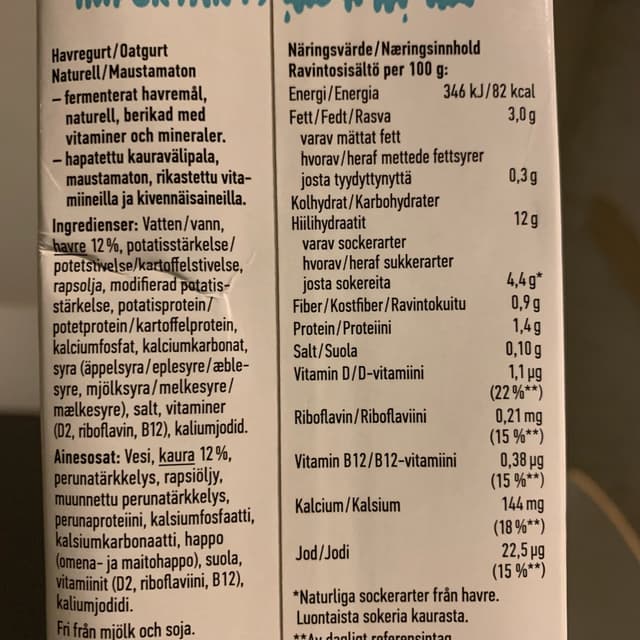 Havregurt/Oatgurt
Naturell/Maustamaton
– fermenterat havremål,
naturell, berikad med
vitaminer och mineraler.
– hapatettu kauravälipala,
maustamaton, rikastettu vita-
miineilla ja kivennäisaineilla.
Ingredienser: Vatten/vann,
havre 12%, potatisstärkelse/
potetstivelse/kartoffelstivelse,
rapsolja, modifierad potatis-
stärkelse, potatisprotein/
potetprotein/kartoffelprotein,
kalciumfosfat, kalciumkarbonat,
syra (äppelsyra/eplesyre/æble-
syre, mjölksyra/melkesyre/
mælkesyre), salt, vitaminer
(D2, riboflavin, B12), kaliumjodid.
Ainesosat: Vesi, kaura 12%,
perunatärkkelys, rapsiöljy,
muunnettu perunatärkkelys,
perunaproteiini, kalsiumfosfaatti,
kalsiumkarbonaatti, happo
(omena- ja maitohappo), suola,
vitamiinit (D2, riboflaviini, B12),
kaliumjodidi.
Fri från mjölk och soja.
Näringsvärde/Næringsinnhold
Ravintosisältö per 100 g:
Energi/Energia 346 kJ/82 kcal
Fett/Fedt/Rasva 3,0 g
varav mättat fett
hvorav/heraf mettede fettsyrer
josta tyydyttynyttä 0,3 g
Kolhydrat/Karbohydrater
Hiilihydraatit 12 g
varav sockerarter
hvorav/heraf sukkerarter
josta sokereita 4,4 g*
Fiber/Kostfiber/Ravintokuitu 0,9 g
Protein/Proteiini 1,4 g
Salt/Suola 0,10 g
Vitamin D/D-vitamiini 1,1 µg
(22%**)
Riboflavin/Riboflaviini 0,21 mg
(15%**)
Vitamin B12/B12-vitamiini 0,38 µg
(15%**)
Kalcium/Kalsium 144 mg
(18%**)
Jod/Jodi 22,5 µg
(15%**)
*Naturliga sockerarter från havre.
Luontaista sokeria kaurasta.
**Av dagligt referensintag